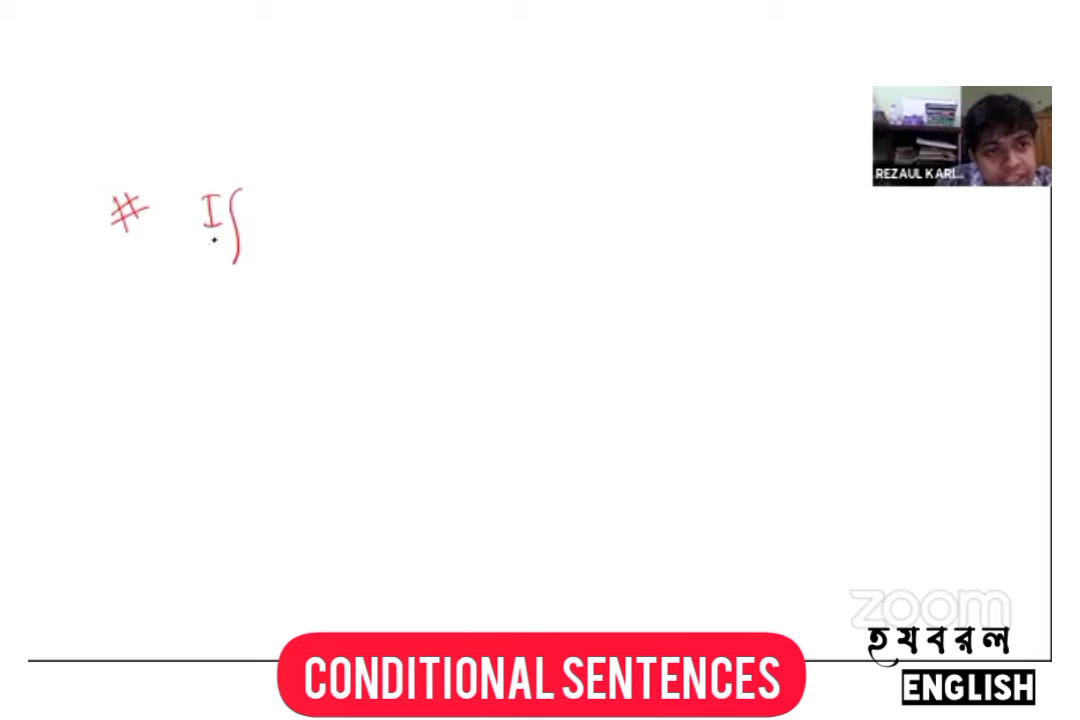 REZAUL KARI...
# If
zoom
হযবরল
CONDITIONAL SENTENCES
ENGLISH